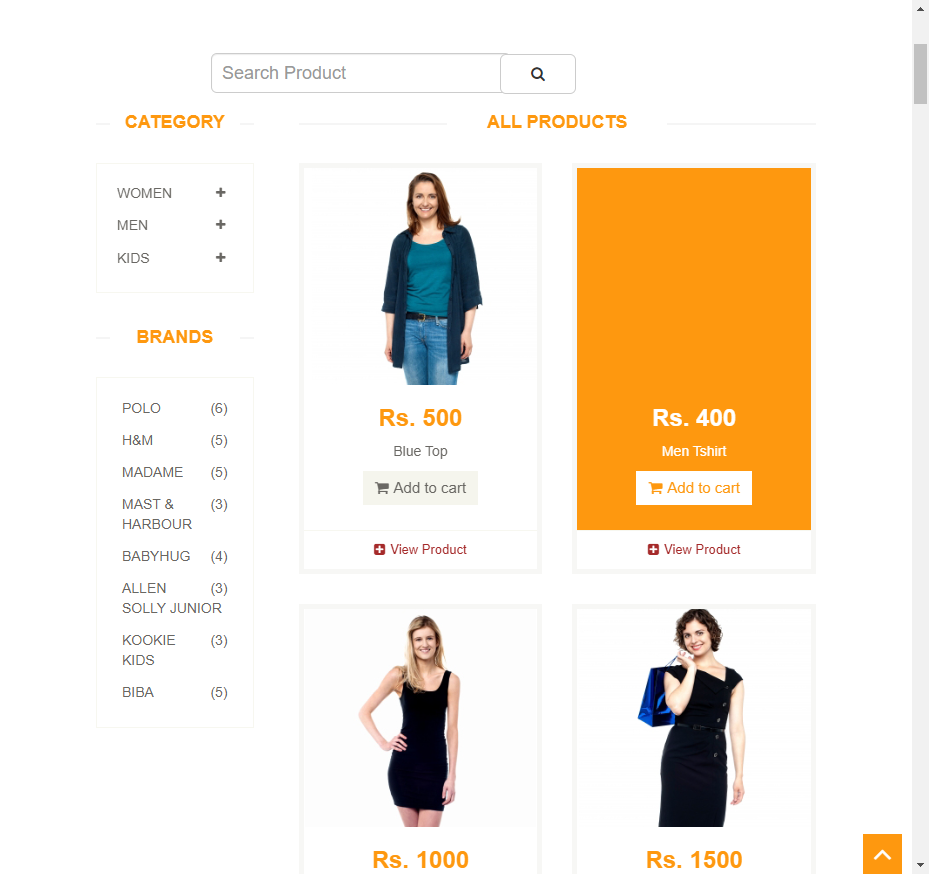 Search Product
CATEGORY
WOMEN
MEN
KIDS
BRANDS
POLO (6)
H&M (5)
MADAME (5)
MAST & (3)
HARBOUR
BABYHUG (4)
ALLEN (3)
SOLLY JUNIOR
KOOKIE (3)
KIDS
BIBA (5)
ALL PRODUCTS
Rs. 500
Blue Top
Add to cart
View Product
Rs. 400
Men Tshirt
Add to cart
View Product
Rs. 1000
Rs. 1500